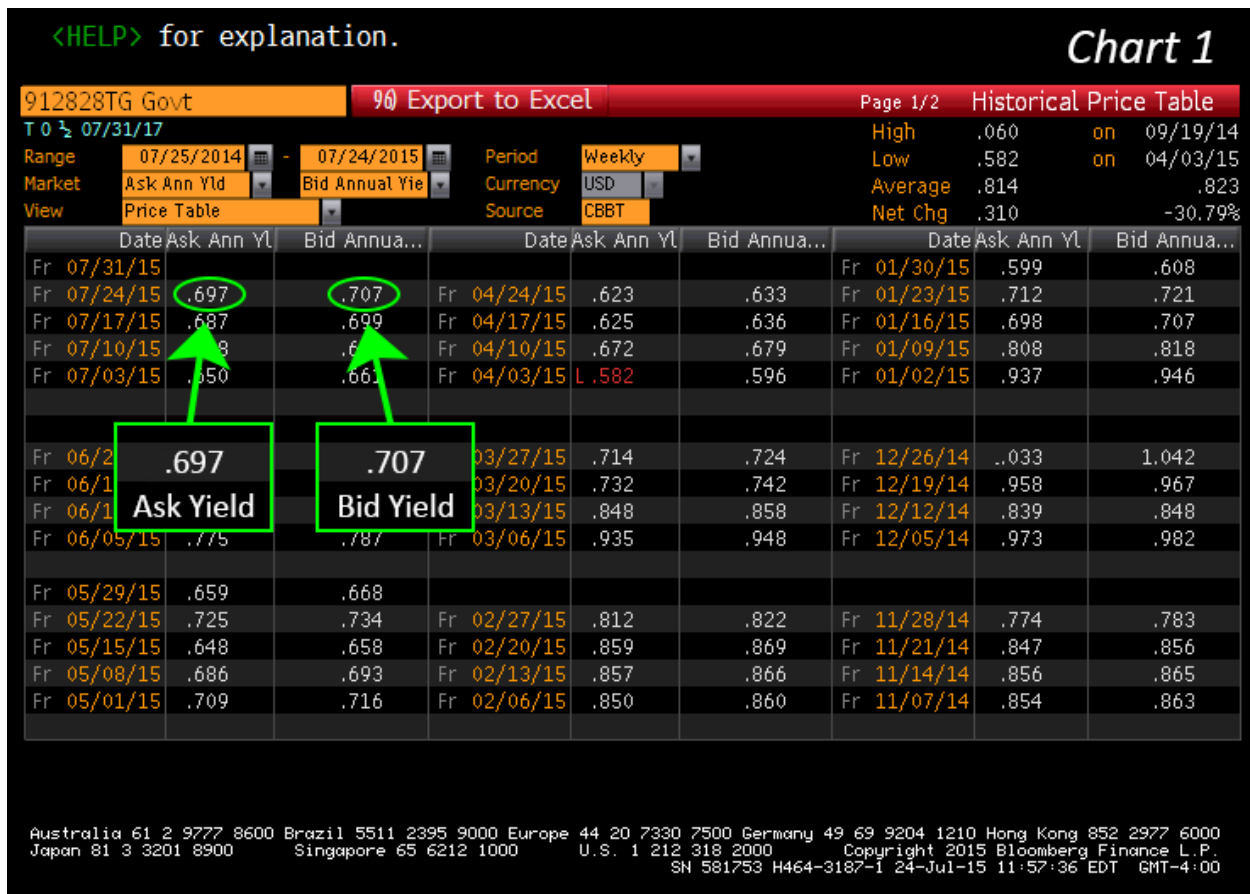 <HELP> for explanation.
Chart 1
912828TG Govt 96) Export to Excel Page 1/2 Historical Price Table
T 0 ½ 07/31/17 High .060 on 09/19/14
Range 07/25/2014 - 07/24/2015 Period Weekly Low .582 on 04/03/15
Market Ask Ann Yld Bid Annual Yie Currency USD Average .814 .823
View Price Table Source CBBT Net Chg .310 -30.79%
Date Ask Ann Yl Bid Annua... Date Ask Ann Yl Bid Annua... Date Ask Ann Yl Bid Annua...
Fr 07/31/15 Fr 01/30/15 .599 .608
Fr 07/24/15 .697 .707 Fr 04/24/15 .623 .633 Fr 01/23/15 .712 .721
Fr 07/17/15 .687 .699 Fr 04/17/15 .625 .636 Fr 01/16/15 .698 .707
Fr 07/10/15 Fr 04/10/15 .672 .679 Fr 01/09/15 .808 .818
Fr 07/03/15 .650 .661 Fr 04/03/15 L .582 .596 Fr 01/02/15 .937 .946
Fr 06/2 .697 .707 03/27/15 .714 .724 Fr 12/26/14 ..033 1.042
Fr 06/1 03/20/15 .732 .742 Fr 12/19/14 .958 .967
Fr 06/1 Ask Yield Bid Yield 03/13/15 .848 .858 Fr 12/12/14 .839 .848
Fr 06/05/15 .775 .787 Fr 03/06/15 .935 .948 Fr 12/05/14 .973 .982
Fr 05/29/15 .659 .668
Fr 05/22/15 .725 .734 Fr 02/27/15 .812 .822 Fr 11/28/14 .774 .783
Fr 05/15/15 .648 .658 Fr 02/20/15 .859 .869 Fr 11/21/14 .847 .856
Fr 05/08/15 .686 .693 Fr 02/13/15 .857 .866 Fr 11/14/14 .856 .865
Fr 05/01/15 .709 .716 Fr 02/06/15 .850 .860 Fr 11/07/14 .854 .863
Australia 61 2 9777 8600 Brazil 5511 2395 9000 Europe 44 20 7330 7500 Germany 49 69 9204 1210 Hong Kong 852 2977 6000
Japan 81 3 3201 8900 Singapore 65 6212 1000 U.S. 1 212 318 2000 Copyright 2015 Bloomberg Finance L.P.
SN 581753 H464-3187-1 24-Jul-15 11:57:36 EDT GMT-4:00